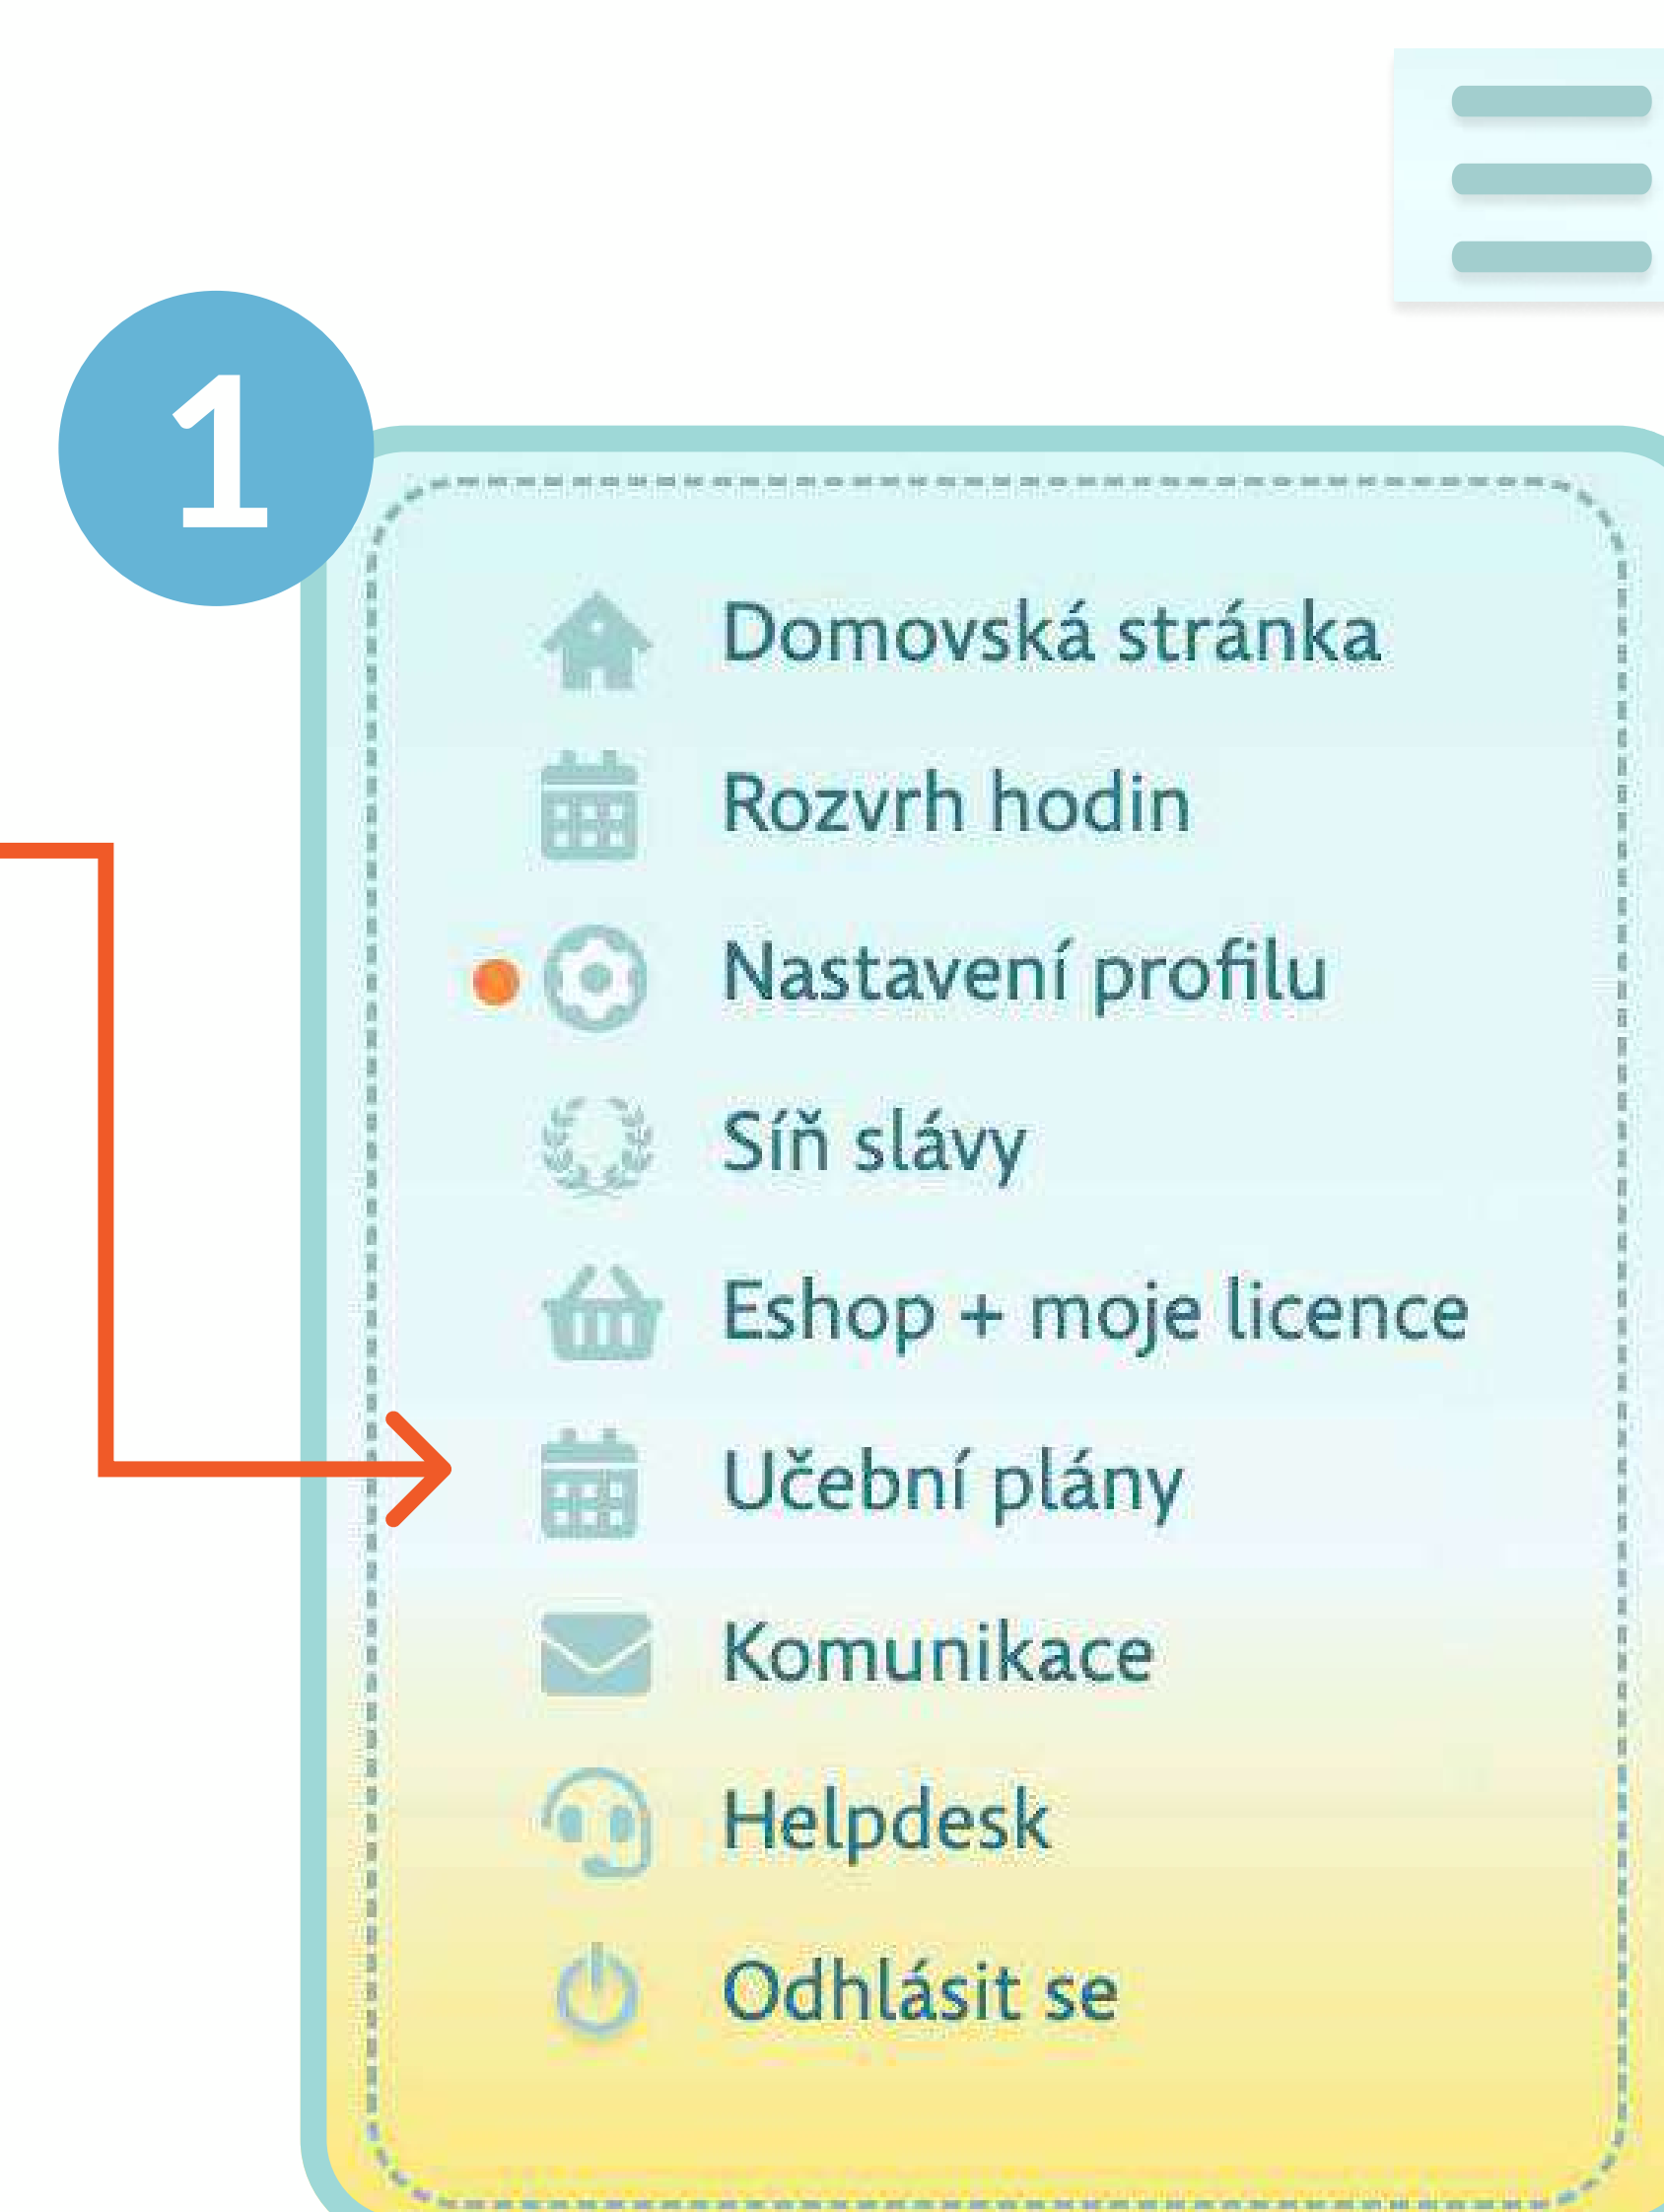 1
Domovská stránka
Rozvrh hodin
Nastavení profilu
Síň slávy
Eshop + moje licence
Učební plány
Komunikace
Helpdesk
Odhlásit se